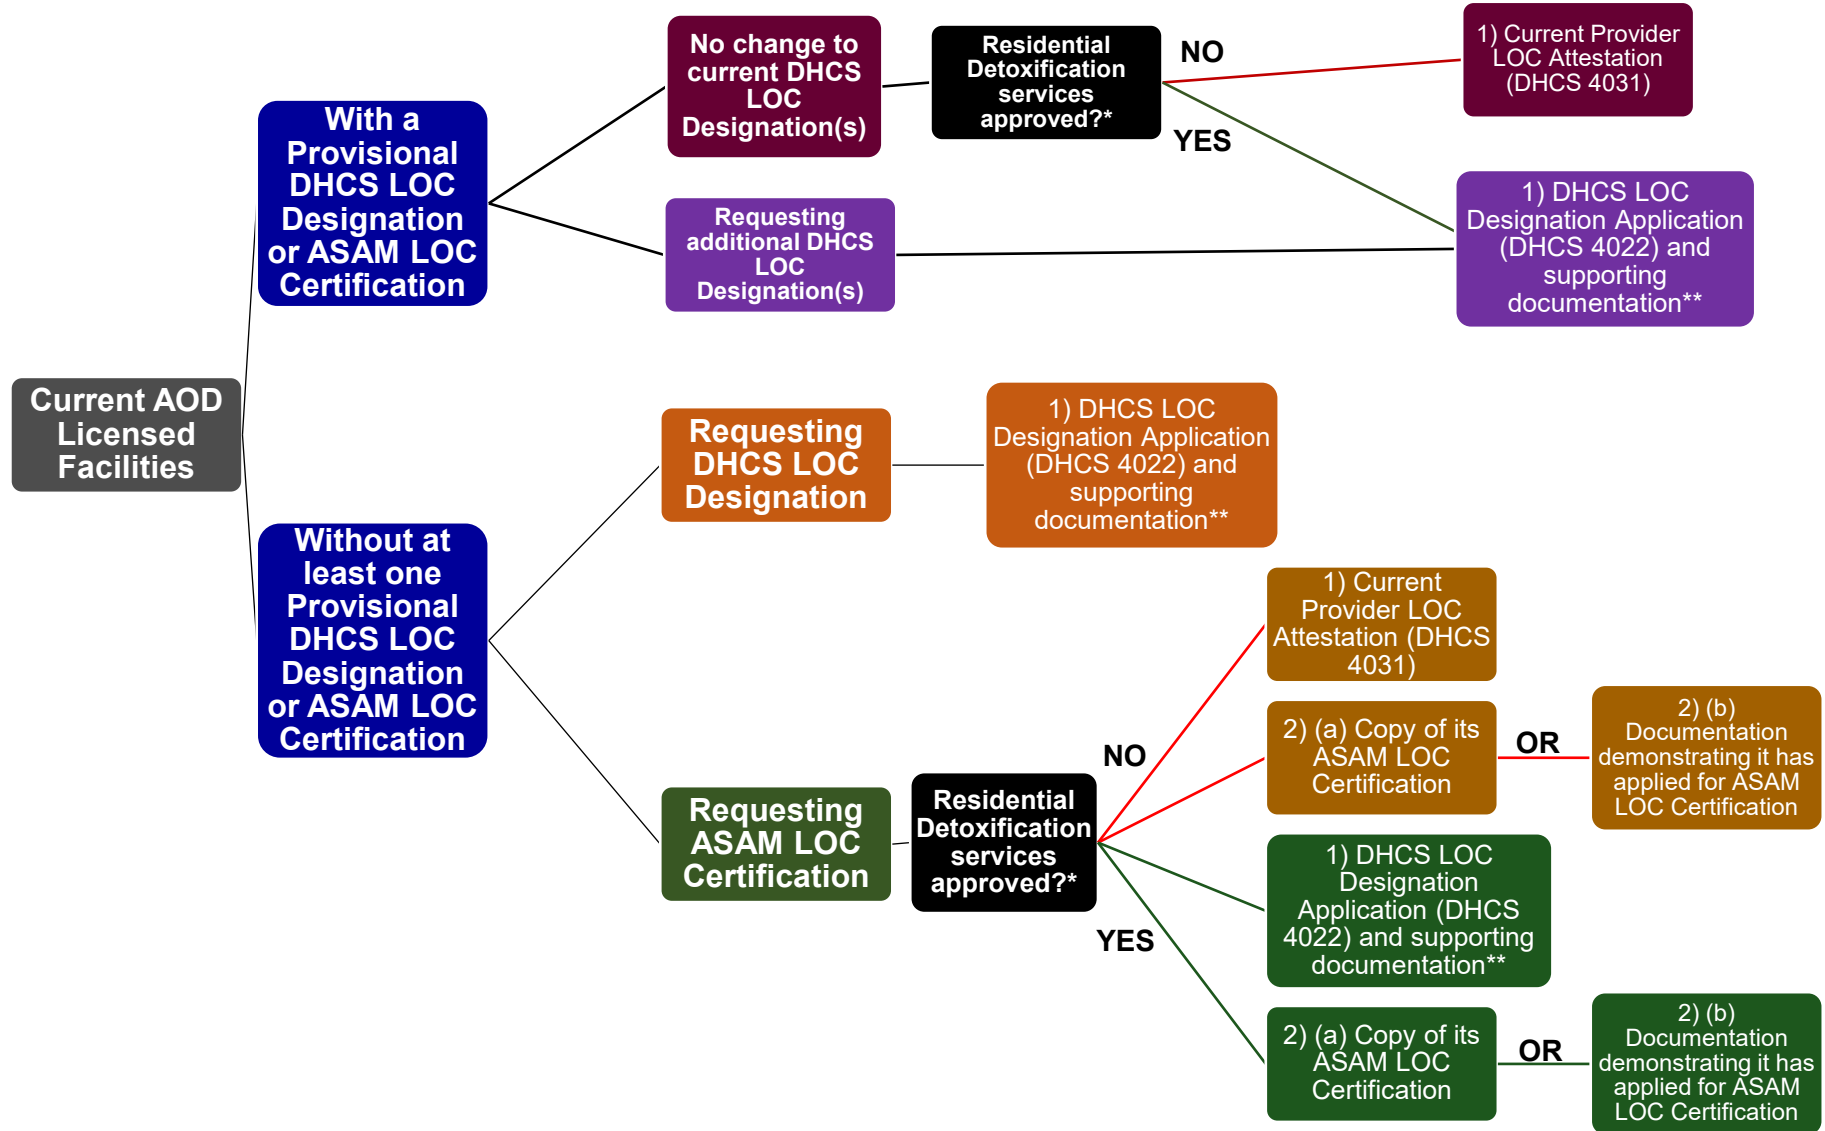 Current AOD
Licensed
Facilities
With a
Provisional
DHCS LOC
Designation
or ASAM LOC
Certification
No change to
current DHCS
LOC
Designation(s)
Residential
Detoxification
services
approved?*
NO
YES
1) Current Provider
LOC Attestation
(DHCS 4031)
Requesting
additional DHCS
LOC
Designation(s)
1) DHCS LOC
Designation Application
(DHCS 4022) and
supporting
documentation**
Without at
least one
Provisional
DHCS LOC
Designation
or ASAM LOC
Certification
Requesting
DHCS LOC
Designation
1) DHCS LOC
Designation Application
(DHCS 4022) and
supporting
documentation**
Requesting
ASAM LOC
Certification
Residential
Detoxification
services
approved?*
NO
YES
1) Current
Provider LOC
Attestation (DHCS
4031)
2) (a) Copy of its
ASAM LOC
Certification
OR
2) (b)
Documentation
demonstrating it has
applied for ASAM
LOC Certification
1) DHCS LOC
Designation
Application (DHCS
4022) and supporting
documentation**
2) (a) Copy of its
ASAM LOC
Certification
OR
2) (b)
Documentation
demonstrating it has
applied for ASAM
LOC Certification